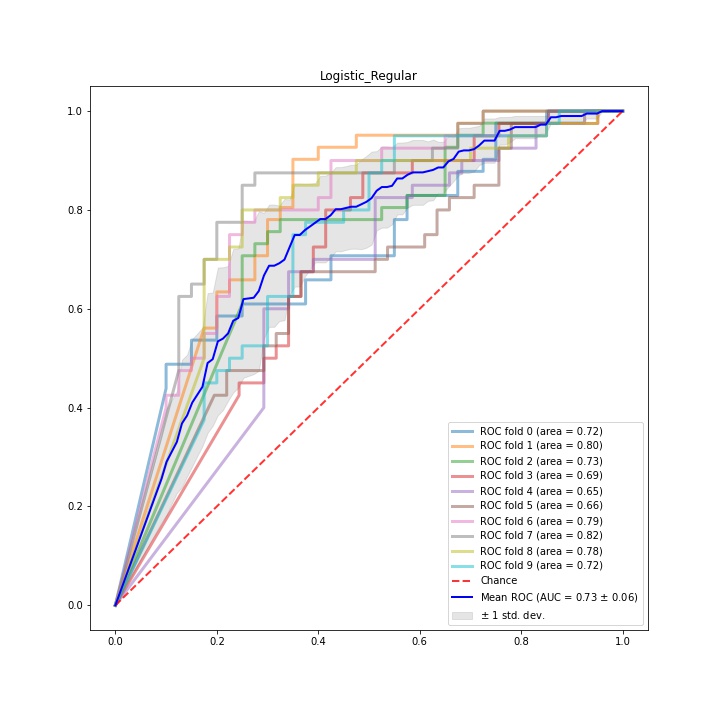 Logistic_Regular
1.0
0.8
0.6
0.4
0.2
0.0
0.0 0.2 0.4 0.6 0.8 1.0
ROC fold 0 (area = 0.72)
ROC fold 1 (area = 0.80)
ROC fold 2 (area = 0.73)
ROC fold 3 (area = 0.69)
ROC fold 4 (area = 0.65)
ROC fold 5 (area = 0.66)
ROC fold 6 (area = 0.79)
ROC fold 7 (area = 0.82)
ROC fold 8 (area = 0.78)
ROC fold 9 (area = 0.72)
Chance
Mean ROC (AUC = 0.73 ± 0.06)
± 1 std. dev.